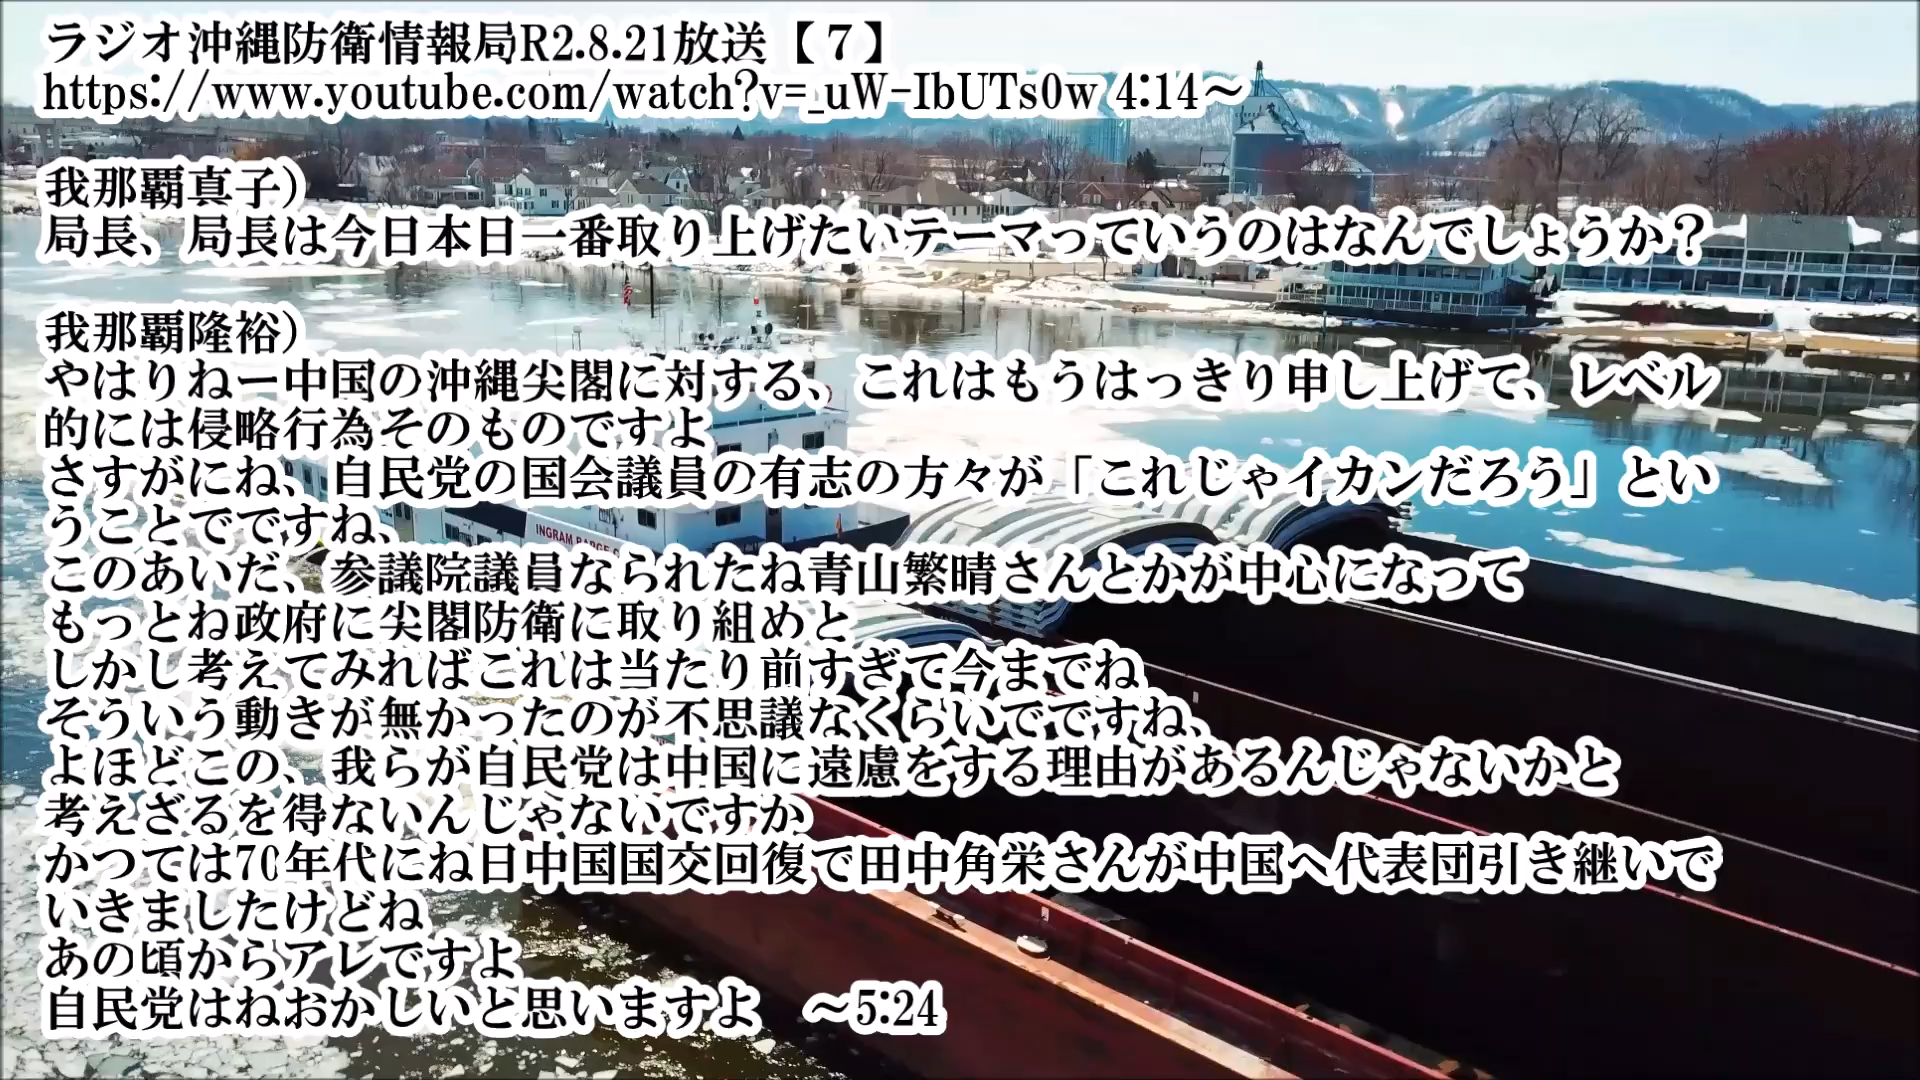 ラジオ沖縄防衛情報局R2.8.21放送【７】
https://www.youtube.com/watch?v=_uW-IbUTs0w 4:14～
我那覇真子）
局長、局長は今日本日一番取り上げたいテーマっていうのはなんでしょうか？
我那覇隆裕）
やはりねー中国の沖縄尖閣に対する、これはもうはっきり申し上げて、レベル
的には侵略行為そのものですよ
さすがにね、自民党の国会議員の有志の方々が「これじゃイカンだろう」とい
うことでですね、
このあいだ、参議院議員なられたね青山繁晴さんとかが中心になって
もっとね政府に尖閣防衛に取り組めと
しかし考えてみればこれは当たり前すぎて今までね
そういう動きが無かったのが不思議なくらいでですね、
よほどこの、我らが自民党は中国に遠慮をする理由があるんじゃないかと
考えざるを得ないんじゃないですか
かつては70年代にね日中国国交回復で田中角栄さんが中国へ代表団引き継いで
いきましたけどね
あの頃からアレですよ
自民党はねおかしいと思いますよ　～5:24
INGRAM BARGE